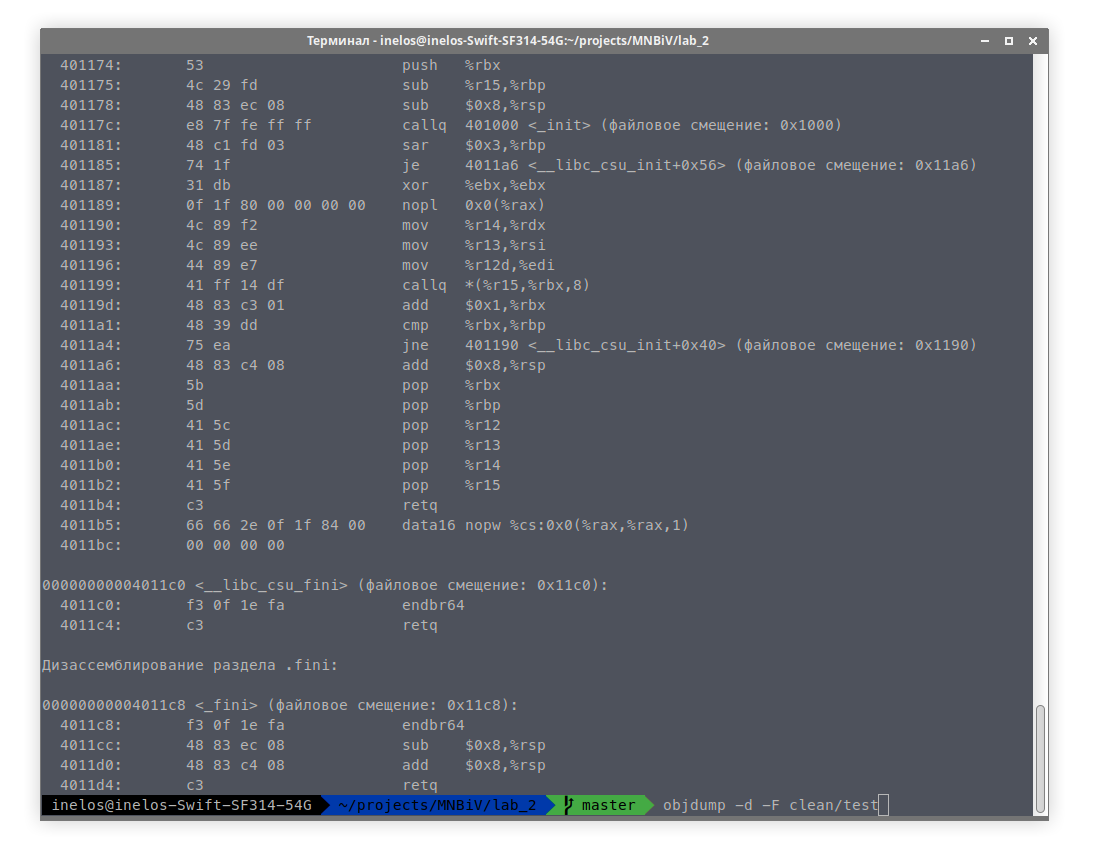 Терминал - inelos@inelos-Swift-SF314-54G:~/projects/MNBiV/lab_2
401174: 53 push %rbx
401175: 4c 29 fd sub %r15,%rbp
401178: 48 83 ec 08 sub $0x8,%rsp
40117c: e8 7f fe ff ff callq 401000 <_init> (файловое смещение: 0x1000)
401181: 48 c1 fd 03 sar $0x3,%rbp
401185: 74 1f je 4011a6 <__libc_csu_init+0x56> (файловое смещение: 0x11a6)
401187: 31 db xor %ebx,%ebx
401189: 0f 1f 80 00 00 00 00 nopl 0x0(%rax)
401190: 4c 89 f2 mov %r14,%rdx
401193: 4c 89 ee mov %r13,%rsi
401196: 44 89 e7 mov %r12d,%edi
401199: 41 ff 14 df callq *(%r15,%rbx,8)
40119d: 48 83 c3 01 add $0x1,%rbx
4011a1: 48 39 dd cmp %rbx,%rbp
4011a4: 75 ea jne 401190 <__libc_csu_init+0x40> (файловое смещение: 0x1190)
4011a6: 48 83 c4 08 add $0x8,%rsp
4011aa: 5b pop %rbx
4011ab: 5d pop %rbp
4011ac: 41 5c pop %r12
4011ae: 41 5d pop %r13
4011b0: 41 5e pop %r14
4011b2: 41 5f pop %r15
4011b4: c3 retq
4011b5: 66 66 2e 0f 1f 84 00 data16 nopw %cs:0x0(%rax,%rax,1)
4011bc: 00 00 00 00
00000000004011c0 <__libc_csu_fini> (файловое смещение: 0x11c0):
4011c0: f3 0f 1e fa endbr64
4011c4: c3 retq
Дизассемблирование раздела .fini:
00000000004011c8 <_fini> (файловое смещение: 0x11c8):
4011c8: f3 0f 1e fa endbr64
4011cc: 48 83 ec 08 sub $0x8,%rsp
4011d0: 48 83 c4 08 add $0x8,%rsp
4011d4: c3 retq
inelos@inelos-Swift-SF314-54G ~/projects/MNBiV/lab_2 master objdump -d -F clean/test